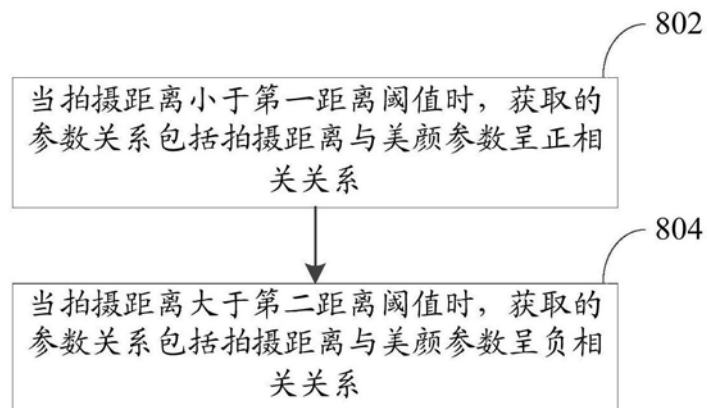 802
当拍摄距离小于第一距离阈值时，获取的
参数关系包括拍摄距离与美颜参数呈正相
关关系
804
当拍摄距离大于第二距离阈值时，获取的
参数关系包括拍摄距离与美颜参数呈负相
关关系